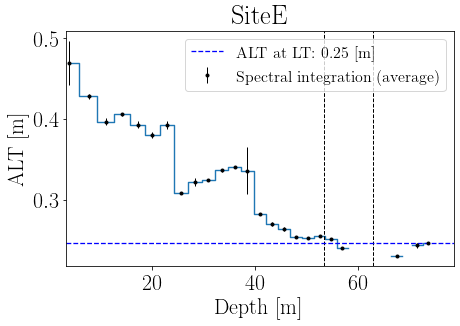 SiteE
ALT at LT: 0.25 [m]
Spectral integration (average)
0.5
0.4
0.3
ALT [m]
20 40 60
Depth [m]